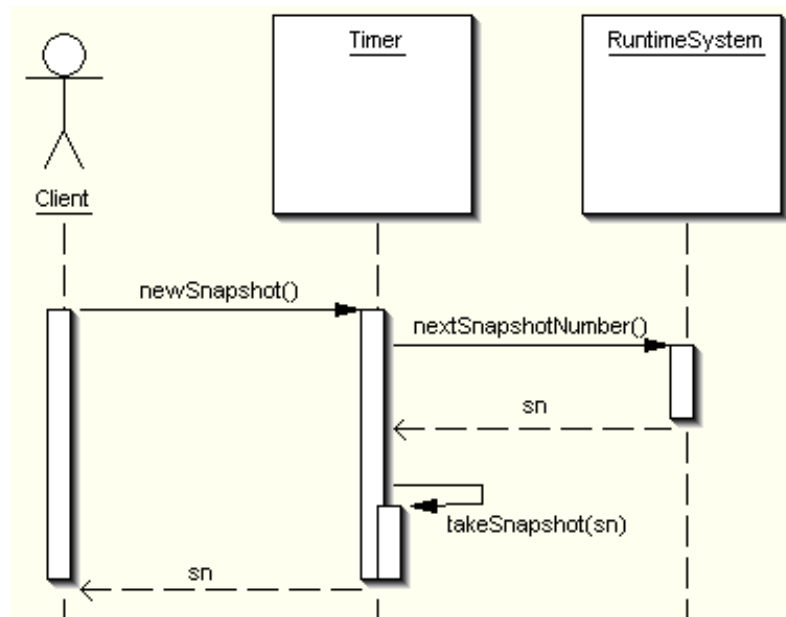 Timer
RuntimeSystem
Client
newSnapshot()
nextSnapshotNumber()
sn
takeSnapshot(sn)
sn